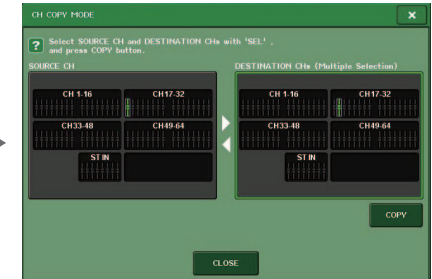 CH COPY MODE
Select SOURCE CH and DESTINATION CHs with 'SEL' ,
and press COPY button.
SOURCE CH
DESTINATION CHs (Multiple Selection)
CH 1-16
CH17-32
CH33-48
CH49-64
ST IN
CH 1-16
CH17-32
CH33-48
CH49-64
ST IN
COPY
CLOSE